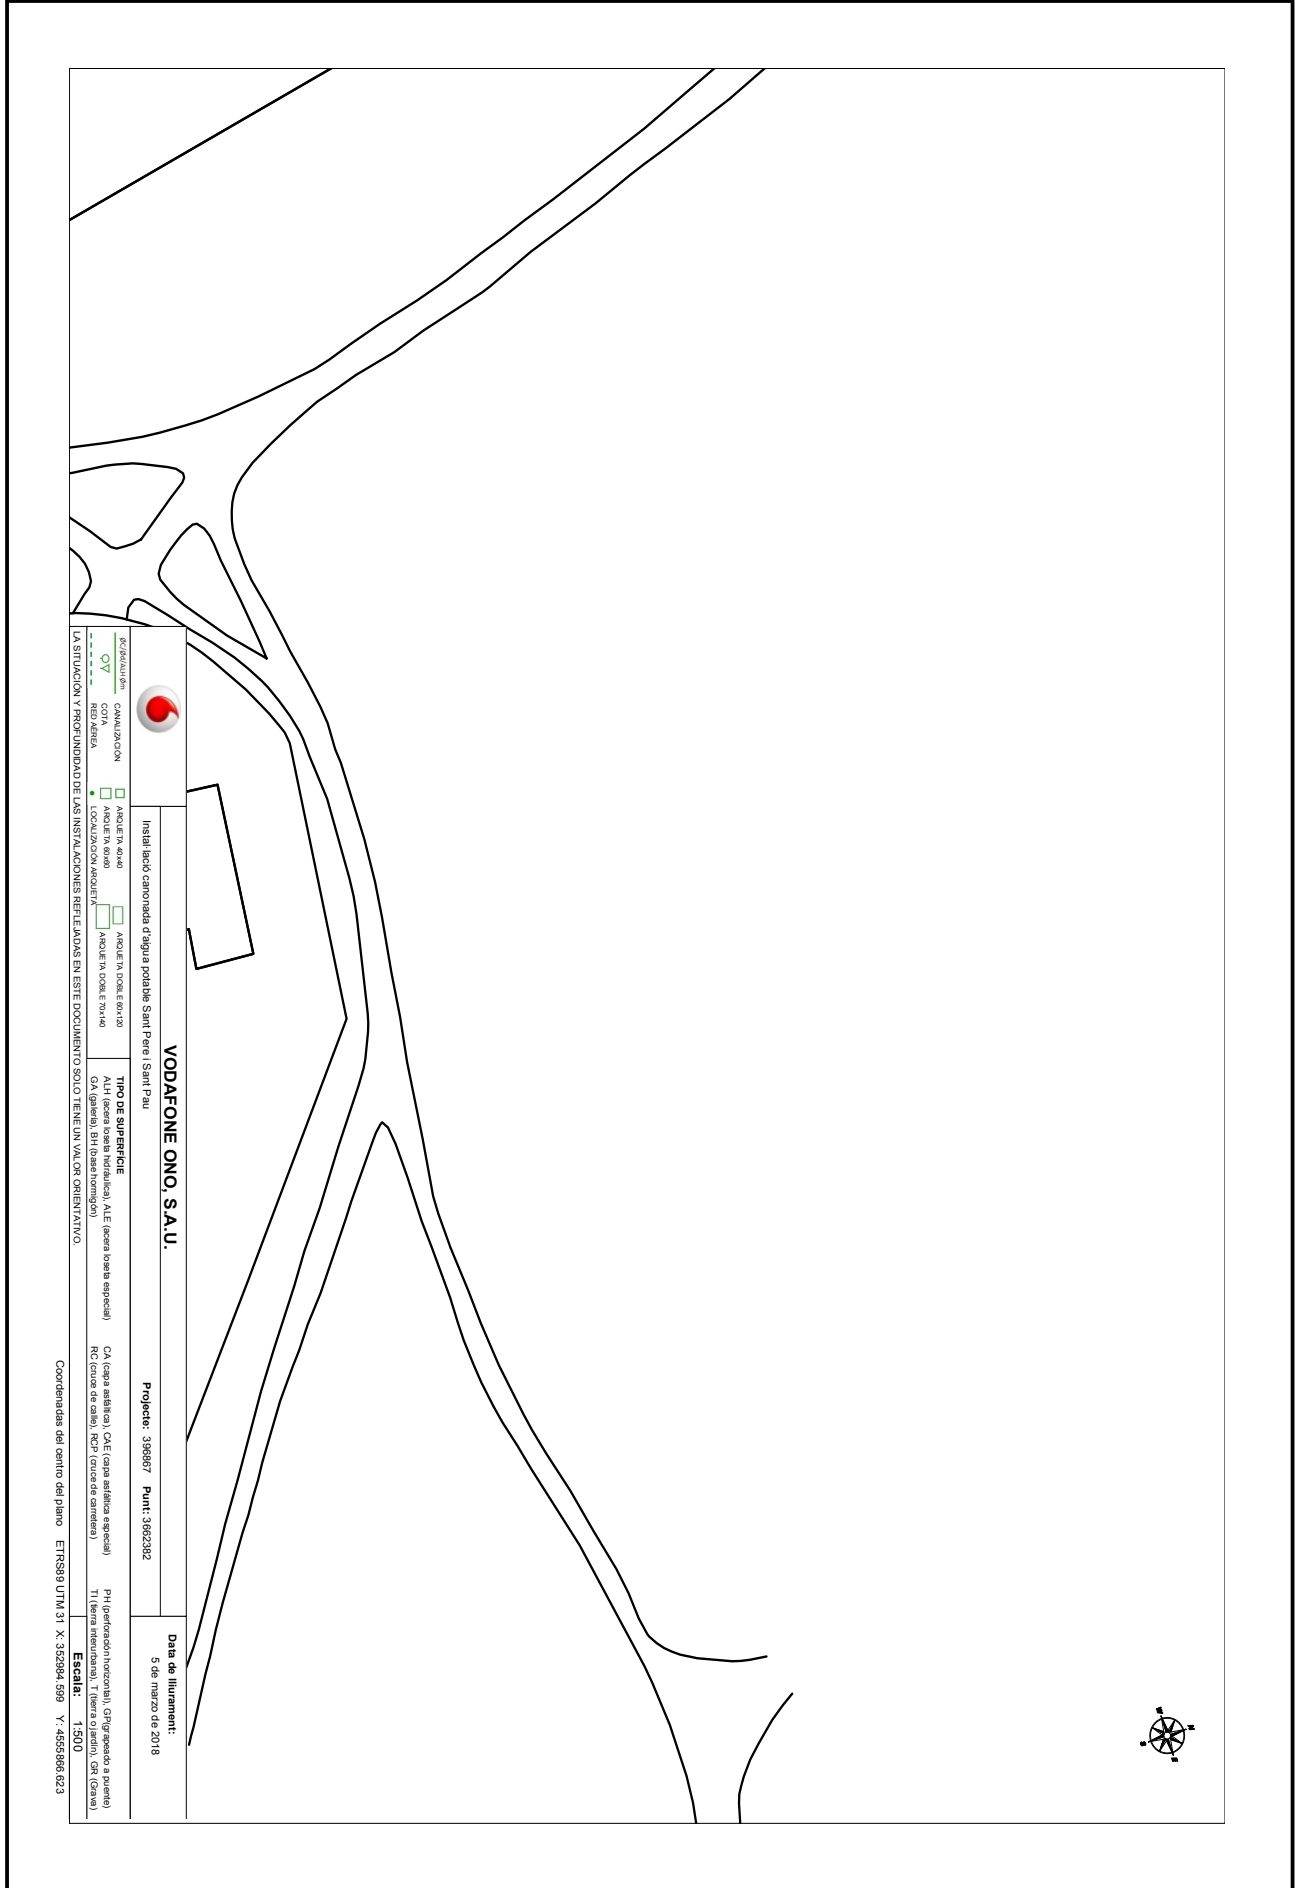 VODAFONE ONO, S.A.U.
Data de lliurament:
5 de marzo de 2018
Instal·lació canonada d'aigua potable Sant Pere i Sant Pau
Projecte: 396867 Punt: 3662382
ØC/Ød/ALH Øm
CANALIZACIÓN
COTA
RED AÉREA
ARQUETA 40x40
ARQUETA 60x60
LOCALIZACIÓN ARQUETA
ARQUETA DOBLE 60x120
ARQUETA DOBLE 70x140
TIPO DE SUPERFÍCIE
ALH (acera loseta hidráulica), ALE (acera loseta especial)
GA (galería), BH (base hormigón)
CA (capa asfáltica), CAE (capa asfáltica especial)
RC (cruce de calle), RCP (cruce de carretera)
PH (perforación horizontal), GP(grapeado a puente)
TI (tierra interurbana), T (tierra o jardín), GR (Grava)
LA SITUACIÓN Y PROFUNDIDAD DE LAS INSTALACIONES REFLEJADAS EN ESTE DOCUMENTO SOLO TIENE UN VALOR ORIENTATIVO.
Escala: 1:500
Coordenadas del centro del plano ETRS89 UTM 31 X: 352984.599 Y: 4555866.623
N
W
E
S